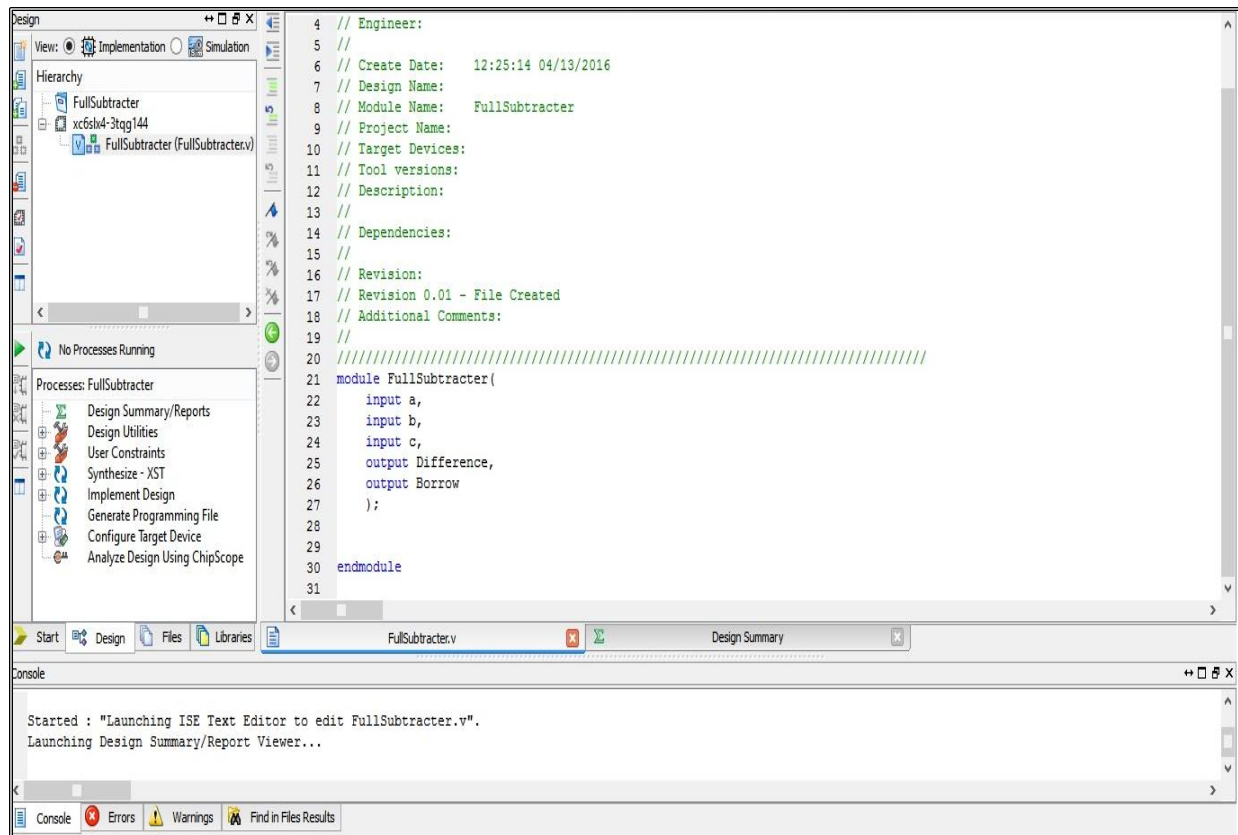 Design
View: Implementation Simulation
Hierarchy
FullSubtracter
xc6slx4-3tqg144
FullSubtracter (FullSubtracter.v)
No Processes Running
Processes: FullSubtracter
Design Summary/Reports
Design Utilities
User Constraints
Synthesize - XST
Implement Design
Generate Programming File
Configure Target Device
Analyze Design Using ChipScope
Start Design Files Libraries
4 // Engineer:
5 //
6 // Create Date: 12:25:14 04/13/2016
7 // Design Name:
8 // Module Name: FullSubtracter
9 // Project Name:
10 // Target Devices:
11 // Tool versions:
12 // Description:
13 //
14 // Dependencies:
15 //
16 // Revision:
17 // Revision 0.01 - File Created
18 // Additional Comments:
19 //
20 //////////////////////////////////////////////////////////////////////////////////
21 module FullSubtracter(
22 input a,
23 input b,
24 input c,
25 output Difference,
26 output Borrow
27 );
28
29
30 endmodule
31
FullSubtracter.v Design Summary
Console
Started : "Launching ISE Text Editor to edit FullSubtracter.v".
Launching Design Summary/Report Viewer...
Console Errors Warnings Find in Files Results